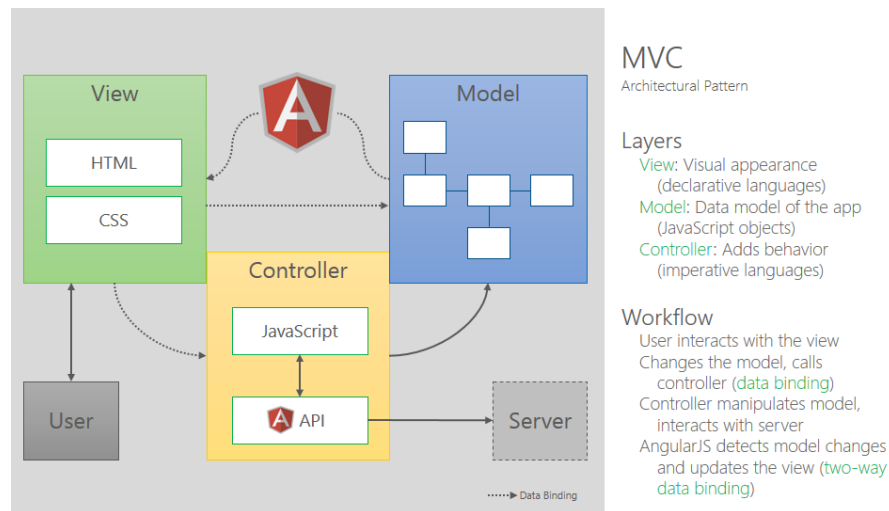 View
HTML
CSS
A
Model
Controller
JavaScript
A API
User
Server
Data Binding
MVC
Architectural Pattern
Layers
View: Visual appearance
(declarative languages)
Model: Data model of the app
(JavaScript objects)
Controller: Adds behavior
(imperative languages)
Workflow
User interacts with the view
Changes the model, calls
controller (data binding)
Controller manipulates model,
interacts with server
AngularJS detects model changes
and updates the view (two-way
data binding)